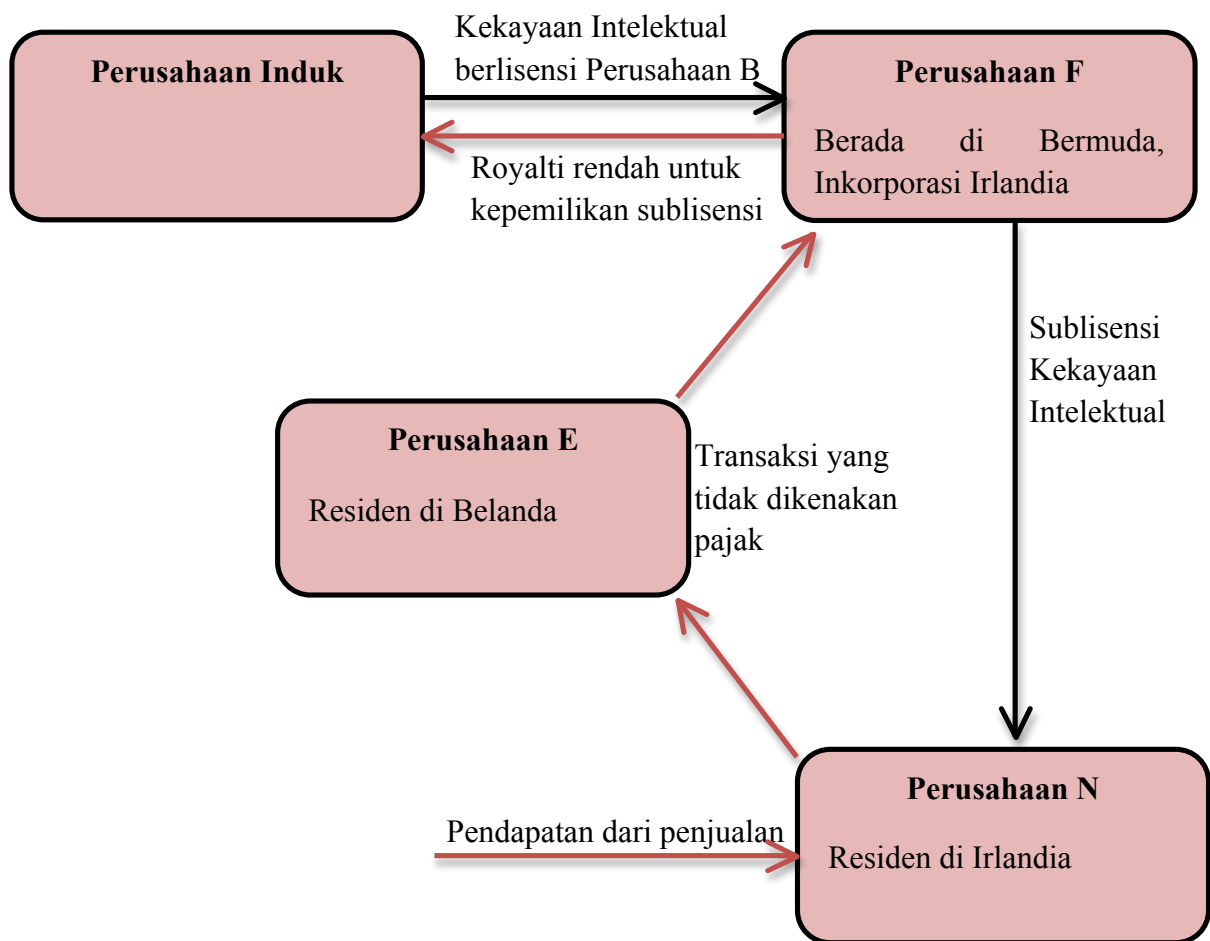 Perusahaan Induk
Kekayaan Intelektual
berlisensi Perusahaan B
Perusahaan F
Berada di Bermuda,
Inkorporasi Irlandia
Royalti rendah untuk
kepemilikan sublisensi
Sublisensi
Kekayaan
Intelektual
Perusahaan E
Residen di Belanda
Transaksi yang
tidak dikenakan
pajak
Perusahaan N
Residen di Irlandia
Pendapatan dari penjualan